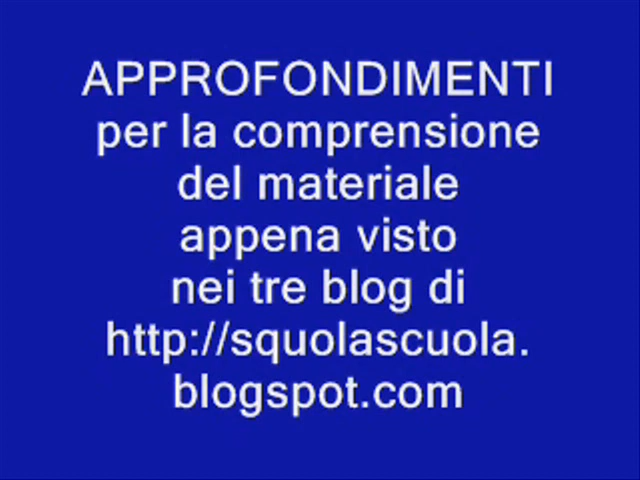 APPROFONDIMENTI
per la comprensione
del materiale
appena visto
nei tre blog di
http://squolascuola.
blogspot.com